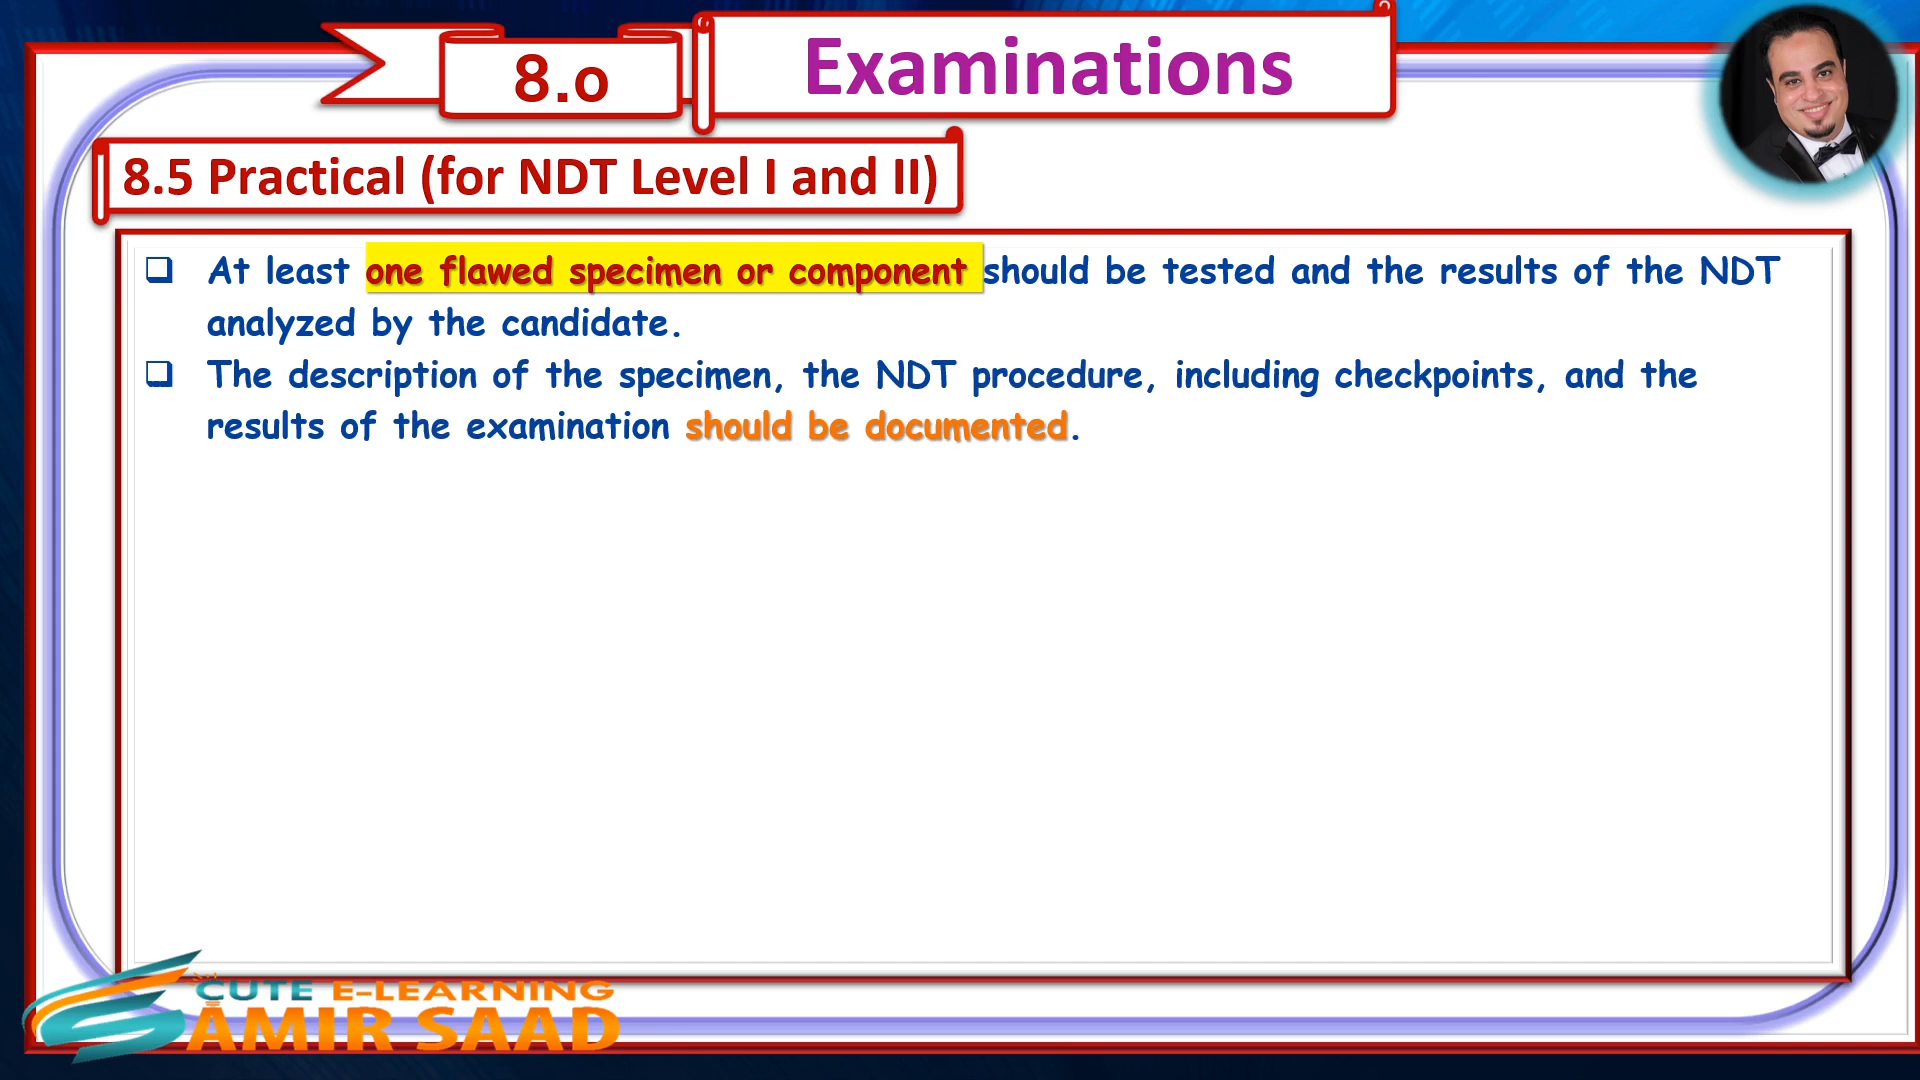 8.0
Examinations
8.5 Practical (for NDT Level I and II)
❑ At least one flawed specimen or component should be tested and the results of the NDT
analyzed by the candidate.
❑ The description of the specimen, the NDT procedure, including checkpoints, and the
results of the examination should be documented.
CUTE E-LEARNING
AMIR SAAD